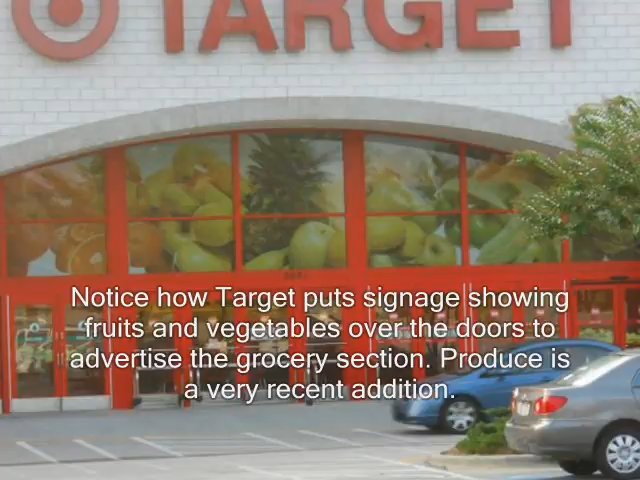 TARGET
Notice how Target puts signage showing
fruits and vegetables over the doors to
advertise the grocery section. Produce is
a very recent addition.